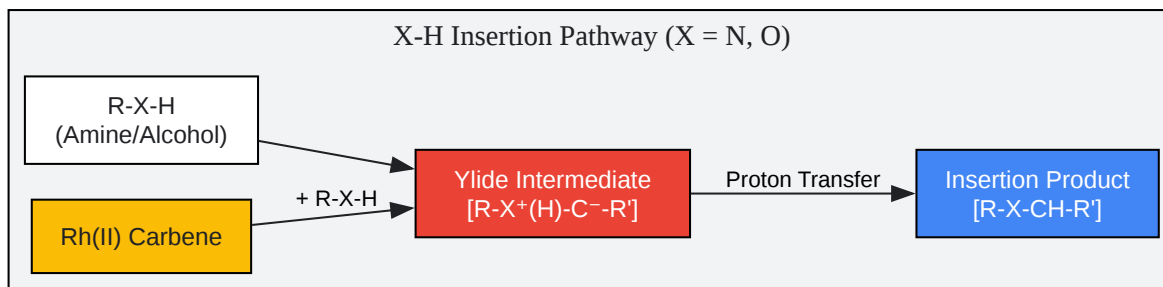 X-H Insertion Pathway (X = N, O)
R-X-H
(Amine/Alcohol)
Rh(II) Carbene
+ R-X-H
Ylide Intermediate
[R-X⁺(H)-C⁻-R']
Proton Transfer
Insertion Product
[R-X-CH-R']